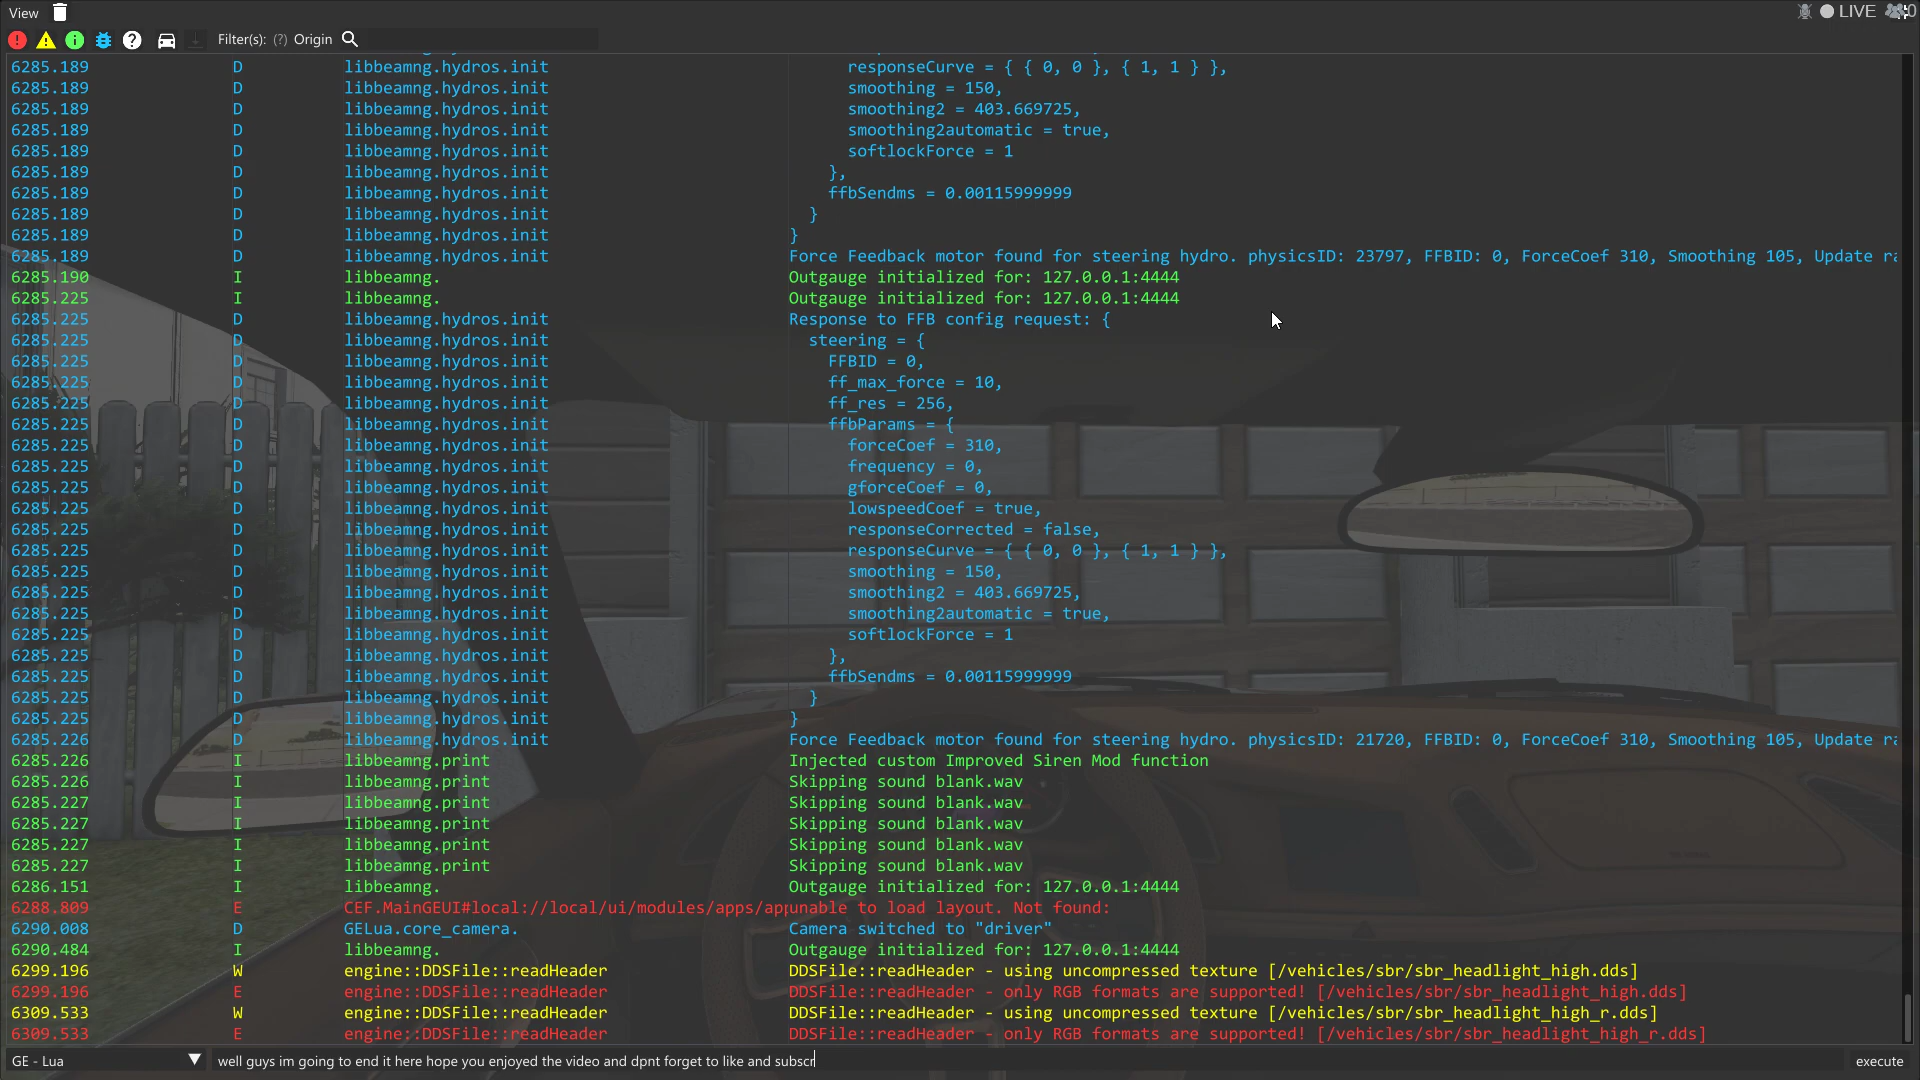 View LIVE
Filter(s): (?) Origin
6285.189 D libbeamng.hydros.init responseCurve = { { 0, 0 }, { 1, 1 } },
6285.189 D libbeamng.hydros.init smoothing = 150,
6285.189 D libbeamng.hydros.init smoothing2 = 403.669725,
6285.189 D libbeamng.hydros.init smoothing2automatic = true,
6285.189 D libbeamng.hydros.init softlockForce = 1
6285.189 D libbeamng.hydros.init },
6285.189 D libbeamng.hydros.init ffbSendms = 0.00115999999
6285.189 D libbeamng.hydros.init }
6285.189 D libbeamng.hydros.init }
6285.189 D libbeamng.hydros.init Force Feedback motor found for steering hydro. physicsID: 23797, FFBID: 0, ForceCoef 310, Smoothing 105, Update ra
6285.190 I libbeamng. Outgauge initialized for: 127.0.0.1:4444
6285.225 I libbeamng. Outgauge initialized for: 127.0.0.1:4444
6285.225 D libbeamng.hydros.init Response to FFB config request: {
6285.225 D libbeamng.hydros.init steering = {
6285.225 D libbeamng.hydros.init FFBID = 0,
6285.225 D libbeamng.hydros.init ff_max_force = 10,
6285.225 D libbeamng.hydros.init ff_res = 256,
6285.225 D libbeamng.hydros.init ffbParams = {
6285.225 D libbeamng.hydros.init forceCoef = 310,
6285.225 D libbeamng.hydros.init frequency = 0,
6285.225 D libbeamng.hydros.init gforceCoef = 0,
6285.225 D libbeamng.hydros.init lowspeedCoef = true,
6285.225 D libbeamng.hydros.init responseCorrected = false,
6285.225 D libbeamng.hydros.init responseCurve = { { 0, 0 }, { 1, 1 } },
6285.225 D libbeamng.hydros.init smoothing = 150,
6285.225 D libbeamng.hydros.init smoothing2 = 403.669725,
6285.225 D libbeamng.hydros.init smoothing2automatic = true,
6285.225 D libbeamng.hydros.init softlockForce = 1
6285.225 D libbeamng.hydros.init },
6285.225 D libbeamng.hydros.init ffbSendms = 0.00115999999
6285.225 D libbeamng.hydros.init }
6285.225 D libbeamng.hydros.init }
6285.226 D libbeamng.hydros.init Force Feedback motor found for steering hydro. physicsID: 21720, FFBID: 0, ForceCoef 310, Smoothing 105, Update ra
6285.226 I libbeamng.print Injected custom Improved Siren Mod function
6285.226 I libbeamng.print Skipping sound blank.wav
6285.227 I libbeamng.print Skipping sound blank.wav
6285.227 I libbeamng.print Skipping sound blank.wav
6285.227 I libbeamng.print Skipping sound blank.wav
6285.227 I libbeamng.print Skipping sound blank.wav
6286.151 I libbeamng. Outgauge initialized for: 127.0.0.1:4444
6288.809 E CEF.MainGEUI#local://local/ui/modules/apps/app unable to load layout. Not found:
6290.008 D GELua.core_camera. Camera switched to "driver"
6290.484 I libbeamng. Outgauge initialized for: 127.0.0.1:4444
6299.196 W engine::DDSFile::readHeader DDSFile::readHeader - using uncompressed texture [/vehicles/sbr/sbr_headlight_high.dds]
6299.196 E engine::DDSFile::readHeader DDSFile::readHeader - only RGB formats are supported! [/vehicles/sbr/sbr_headlight_high.dds]
6309.533 W engine::DDSFile::readHeader DDSFile::readHeader - using uncompressed texture [/vehicles/sbr/sbr_headlight_high_r.dds]
6309.533 E engine::DDSFile::readHeader DDSFile::readHeader - only RGB formats are supported! [/vehicles/sbr/sbr_headlight_high_r.dds]
GE - Lua well guys im going to end it here hope you enjoyed the video and dpnt forget to like and subscr execute